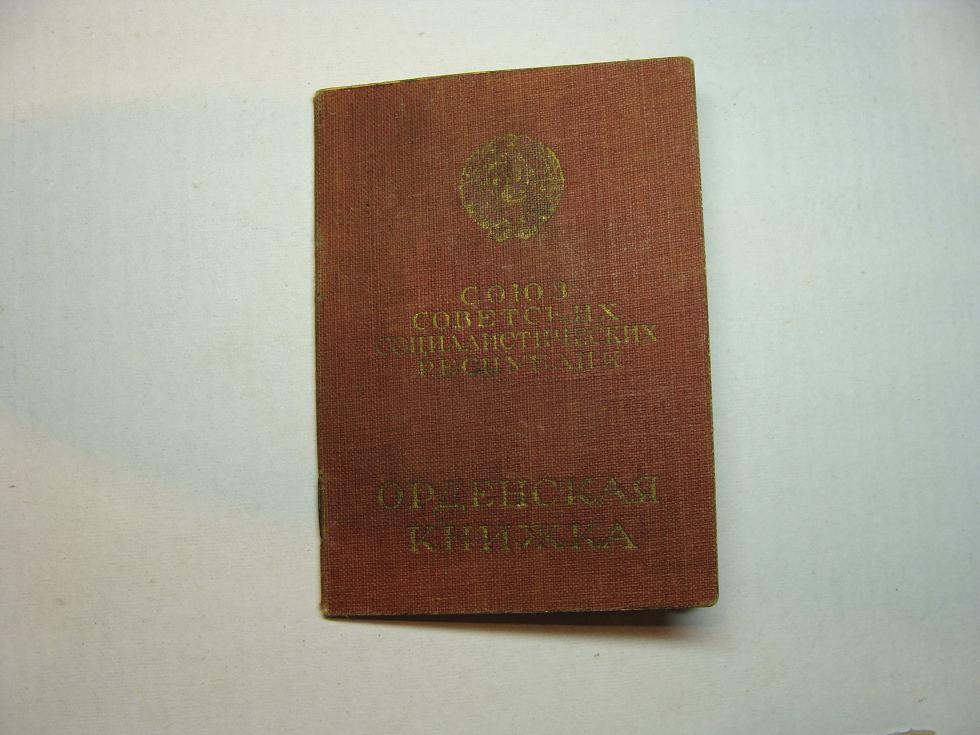 СОЮЗ
СОВЕТСКИХ
СОЦИАЛИСТИЧЕСКИХ
РЕСПУБЛИК
ОРДЕНСКАЯ
КНИЖКА